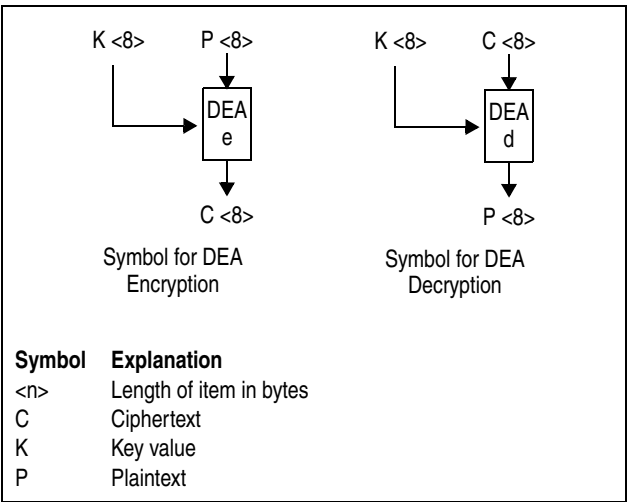 K <8> P <8> K <8> C <8>
DEA DEA
e d
C <8> P <8>
Symbol for DEA Symbol for DEA
Encryption Decryption
Symbol Explanation
<n> Length of item in bytes
C Ciphertext
K Key value
P Plaintext